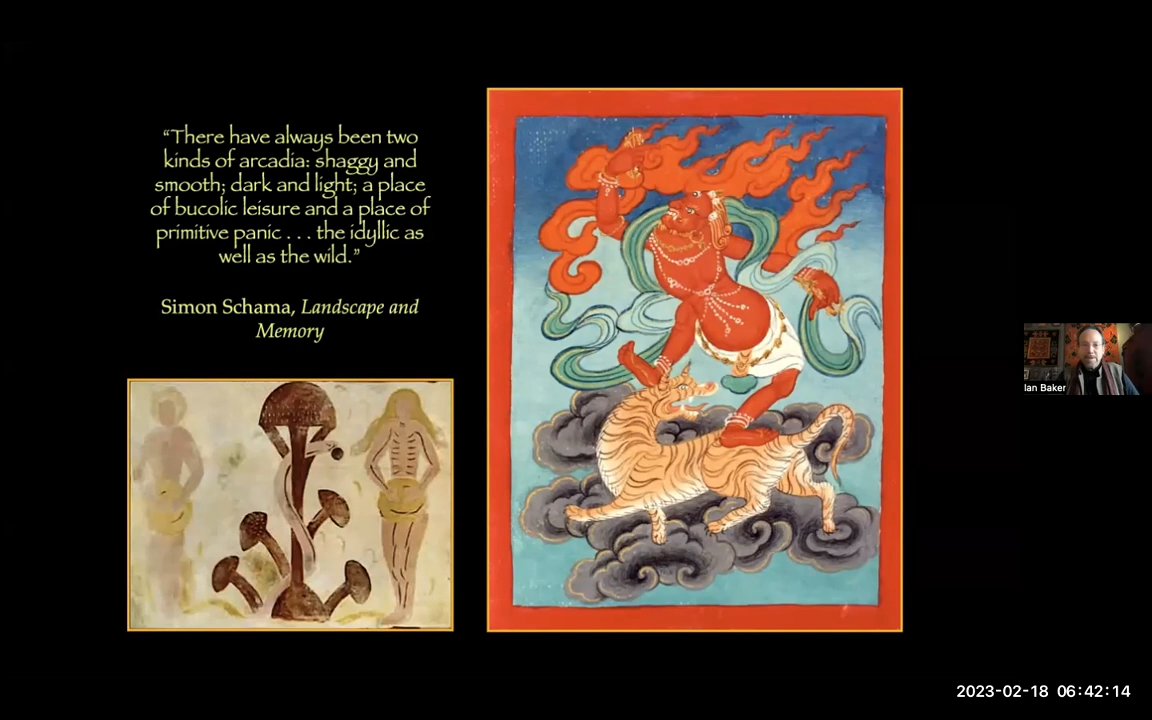 “There have always been two
kinds of arcadia: shaggy and
smooth; dark and light; a place
of bucolic leisure and a place of
primitive panic . . . the idyllic as
well as the wild.”
Simon Schama, Landscape and
Memory
Ian Baker
2023-02-18 06:42:14